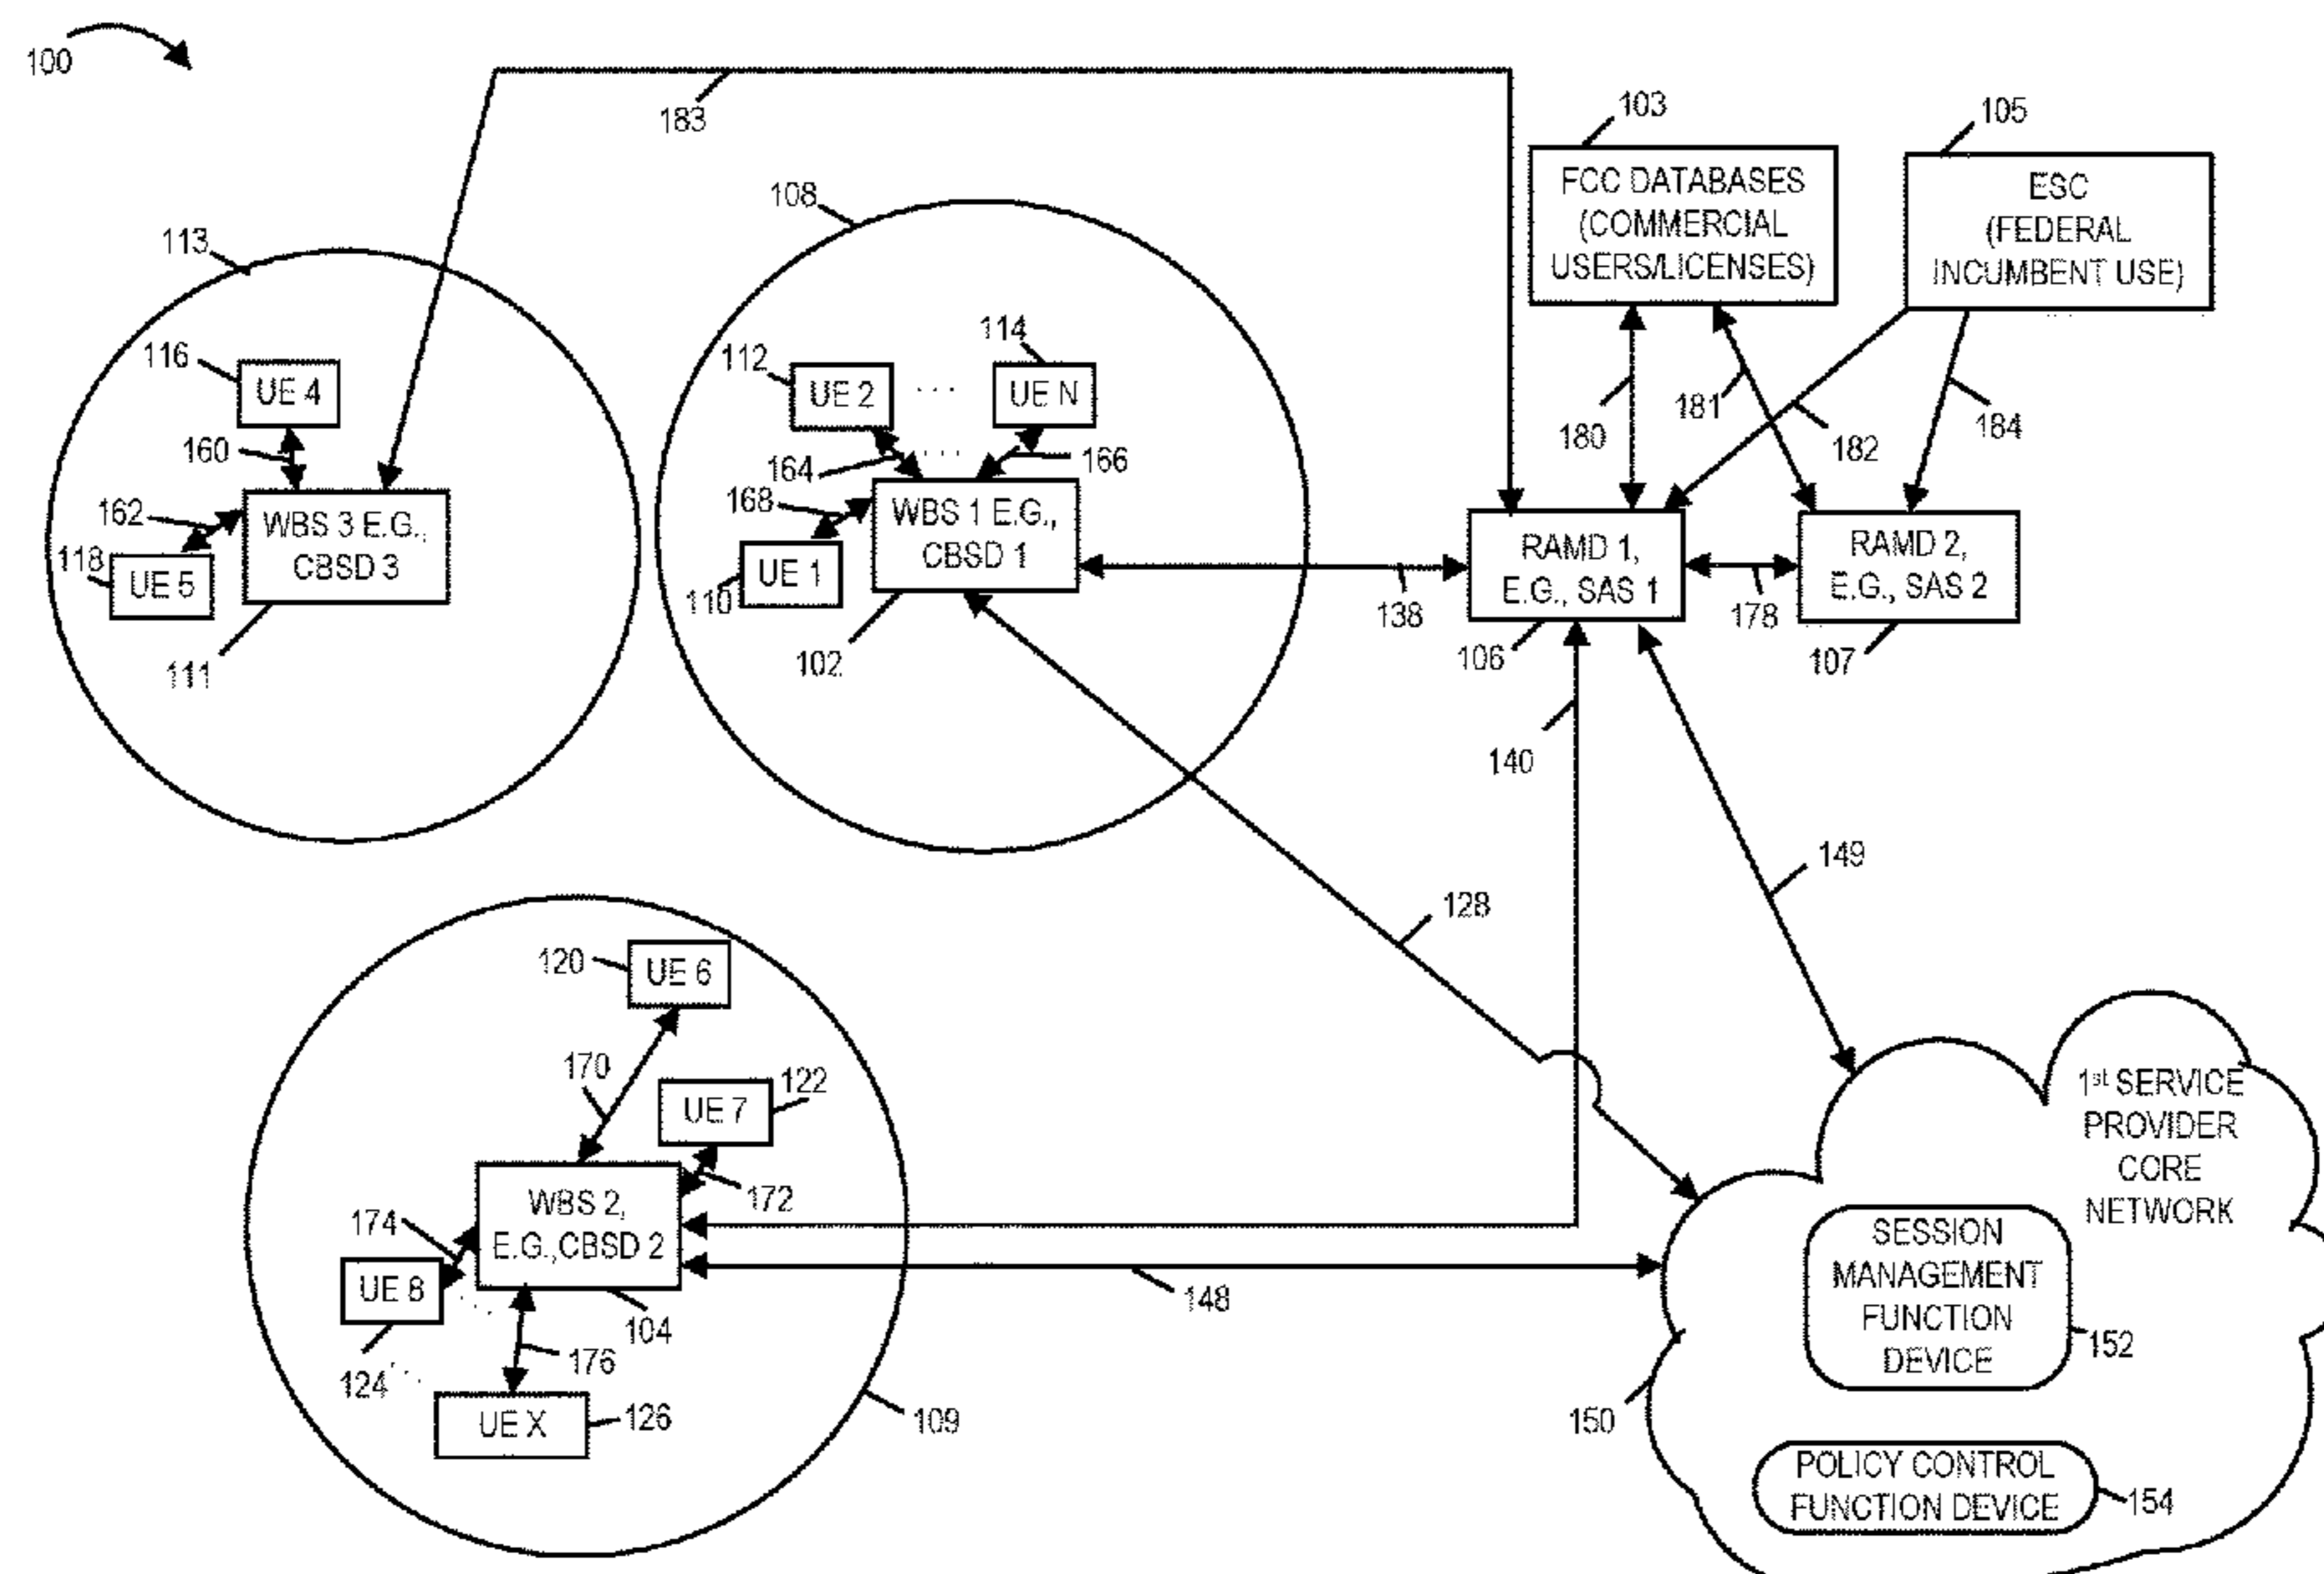 100
183
103
105
FCC DATABASES
(COMMERCIAL
USERS/LICENSES)
ESC
(FEDERAL
INCUMBENT USE)
108
113
116
UE 4
160
162
118
UE 5
WBS 3 E.G.,
CBSD 3
111
112
UE 2
. . .
114
UE N
164
. . . .
166
168
110
UE 1
WBS 1 E.G.,
CBSD 1
102
138
180
181
182
184
RAMD 1,
E.G., SAS 1
106
178
RAMD 2,
E.G., SAS 2
107
140
149
128
120
UE 6
170
122
UE 7
172
WBS 2,
E.G.,CBSD 2
174
UE 8
124
104
176
UE X
126
109
148
1st SERVICE
PROVIDER
CORE
NETWORK
SESSION
MANAGEMENT
FUNCTION
DEVICE
152
150
POLICY CONTROL
FUNCTION DEVICE
154